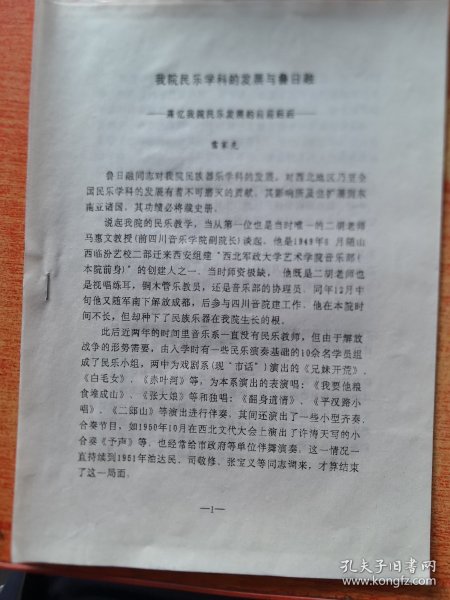 我院民乐学科的发展与鲁日融
——席忆我院民乐发展的前前后后——
鲁日融同志对我院民族器乐学科的发展，对西北地区乃至全
国民乐学科的发展有着不可磨灭的贡献，其影响所及也扩展到东
南亚诸国，其功绩必将载史册。
说起我院的民乐教学，当从第一位也是当时唯一的二胡老师
马惠文教授(前四川音乐学院副院长)谈起。他是1949年6月随山
西临汾艺校二部迁来西安组建“西北军政大学艺术学院音乐部(
本院前身)”的创建人之一、当时师资极缺，他既是二胡老师也
是视唱练耳，铜木管乐教员，还是音乐部的协理员。同年12月中
旬他又随军南下解放成都，后参与四川音院建工作。他在本院时
间不长，但却种下了民族乐器在我院生长的根。
此后近两年的时间里音乐系一直没有民乐教师，但由于解放
战争的形势需要，由入学时有一些民乐演奏基础的10余名学员组
成了民乐小组，两中为戏剧系(现“市话”)演出的《兄妹开荒》、
《白毛女》、《赤叶河》等，为本系演出的表演唱：《我要他粮
食堆成山》、《张大娘》等和独唱：《翻身道情》、《平汉路小
唱》、《二郎山》等演出进行伴奏。其间还演出了一些小型齐奏、
合奏节目，如1950年10月在西北文代大会上演出了许涛天写的小
合奏《予声》等，也经常给市政府等单位伴舞演奏。这一情况一
直持续到1951年油达民、司敬修、张宝义等同志调来，才算结束
了这一局面。
—1—
孔夫子旧书网
www.kongfz.com